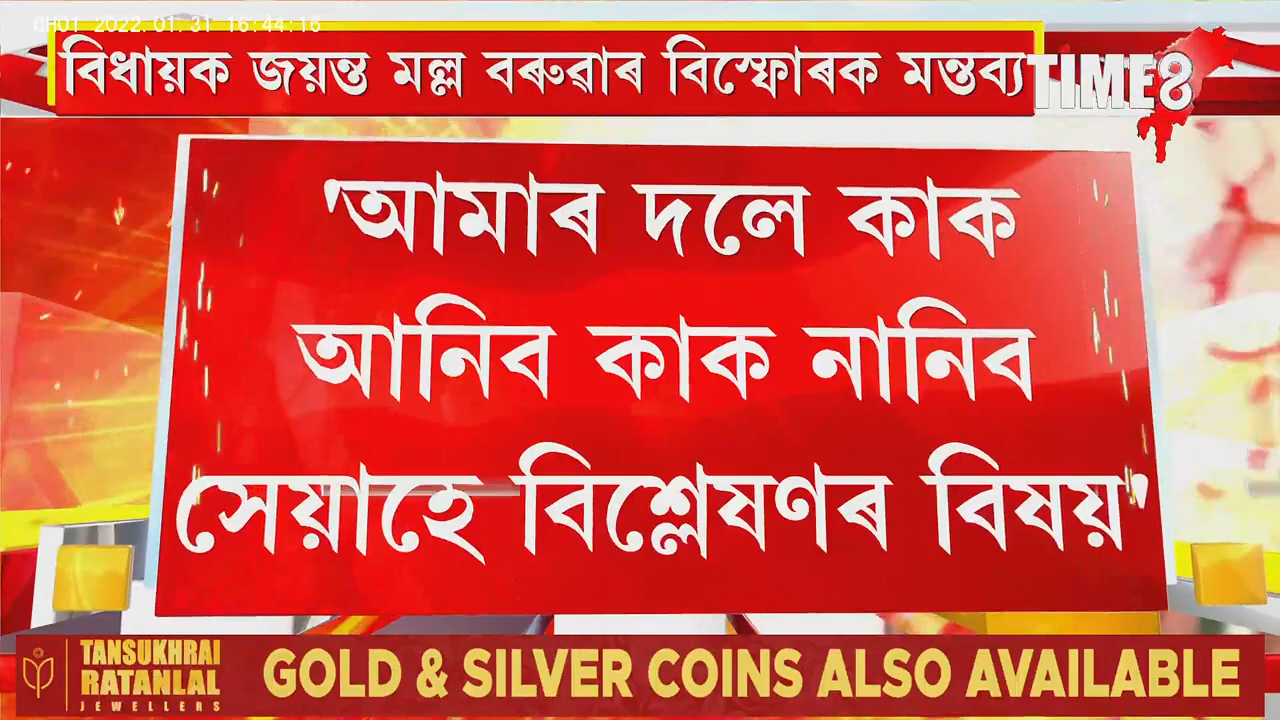 CH01 2022.01.31 16:44:16
বিধায়ক জয়ন্ত মল্ল বৰুৱাৰ বিস্ফোৰক মন্তব্য
TIME8
'আমাৰ দলে কাক
আনিব কাক নানিব
সেয়াহে বিশ্লেষণৰ বিষয়'
TANSUKHRAI
RATANLAL
JEWELLERS
GOLD & SILVER COINS ALSO AVAILABLE